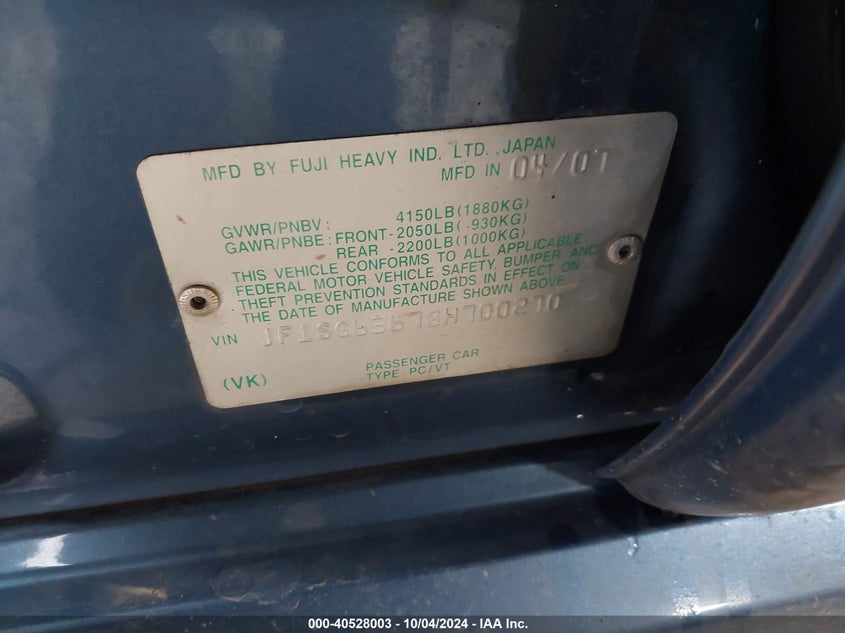 MFD BY FUJI HEAVY IND. LTD., JAPAN
MFD IN 04/07
GVWR/PNBV: 4150LB(1880KG)
GAWR/PNBE: FRONT-2050LB( 930KG)
REAR -2200LB(1000KG)
THIS VEHICLE CONFORMS TO ALL APPLICABLE
FEDERAL MOTOR VEHICLE SAFETY, BUMPER, AND
THEFT PREVENTION STANDARDS IN EFFECT ON
THE DATE OF MANUFACTURE SHOWN ABOVE.
VIN
PASSENGER CAR
(VK) TYPE: PC/VT
000-40528003 - 10/04/2024 - IAA Inc.